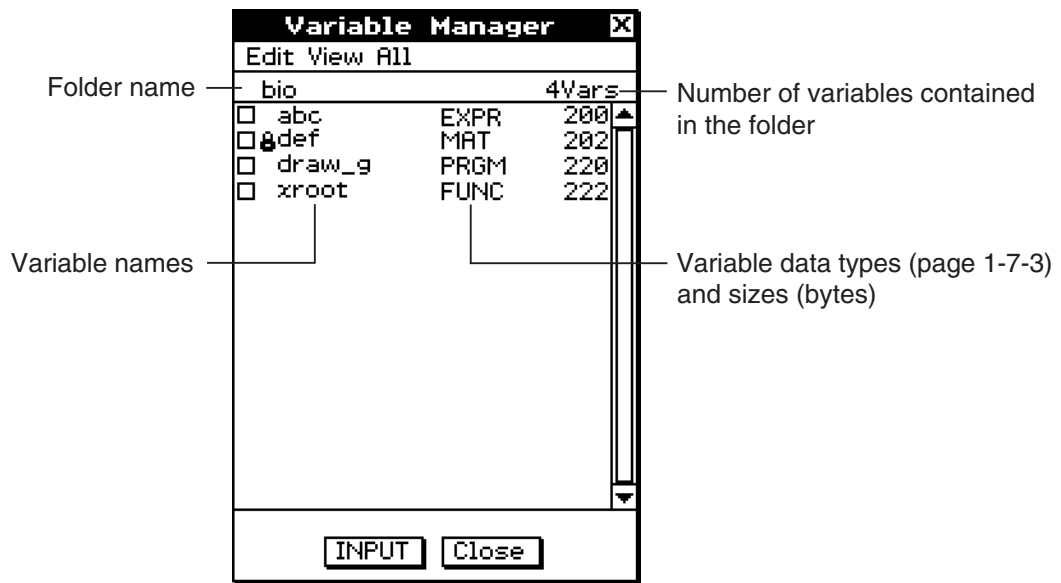 Variable Manager X
Edit View All
Folder name
bio 4Vars
Number of variables contained
in the folder
abc EXPR 200
def MAT 202
draw_g PRGM 220
xroot FUNC 222
Variable names
Variable data types (page 1-7-3)
and sizes (bytes)
INPUT Close